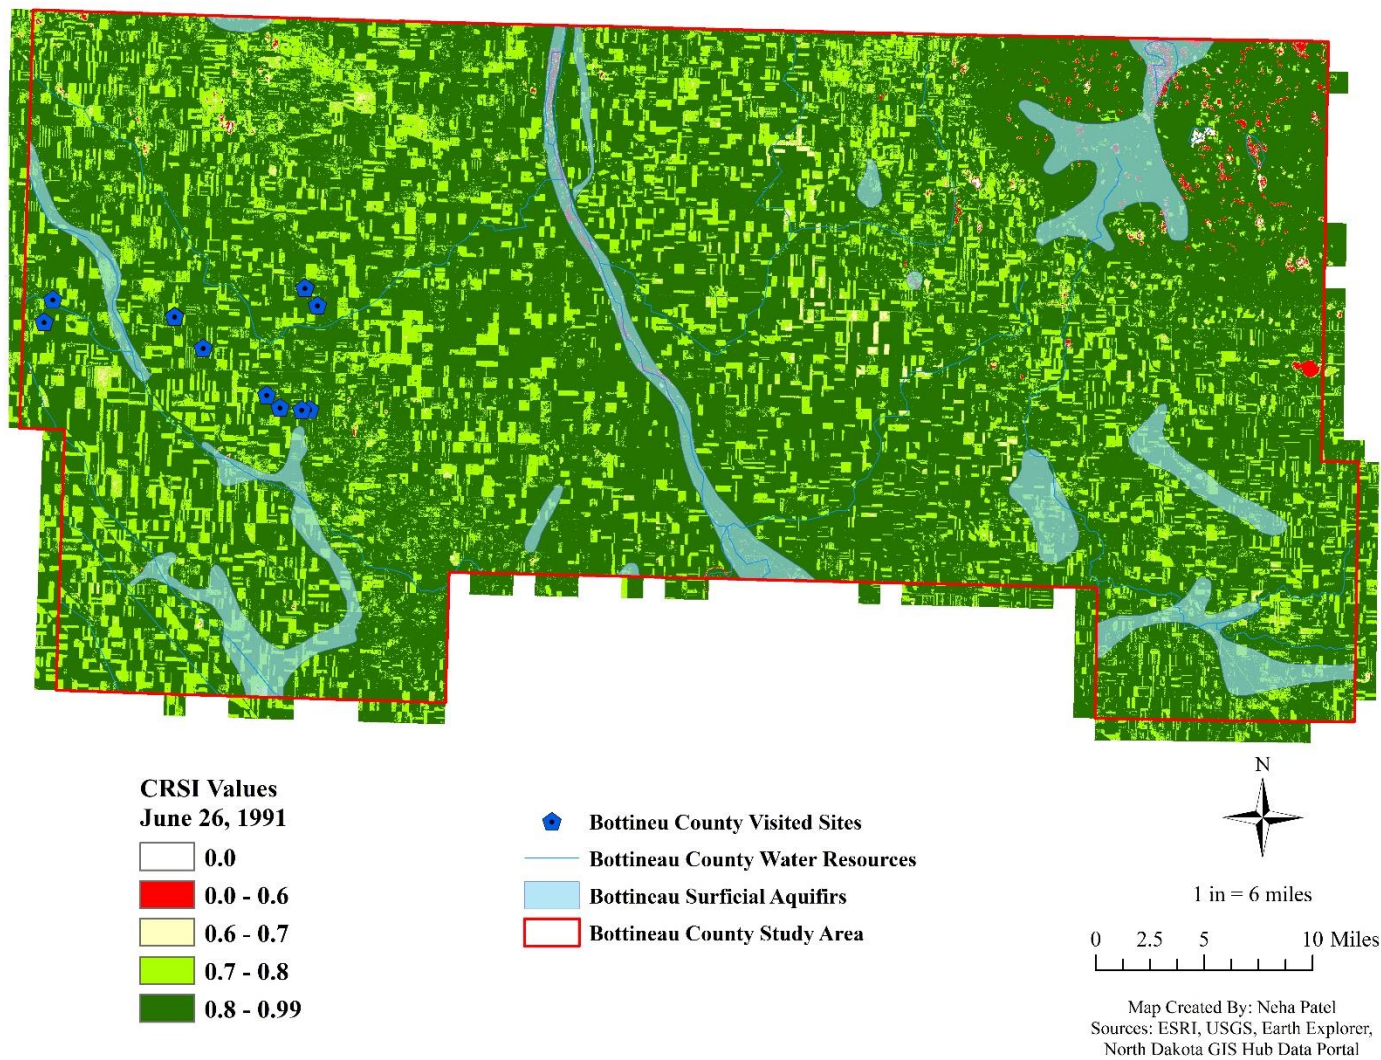 CRSI Values
June 26, 1991
0.0
0.0 - 0.6
0.6 - 0.7
0.7 - 0.8
0.8 - 0.99
Bottineu County Visited Sites
Bottineau County Water Resources
Bottineau Surficial Aquifirs
Bottineau County Study Area
N
1 in = 6 miles
0 2.5 5 10 Miles
Map Created By: Neha Patel
Sources: ESRI, USGS, Earth Explorer,
North Dakota GIS Hub Data Portal